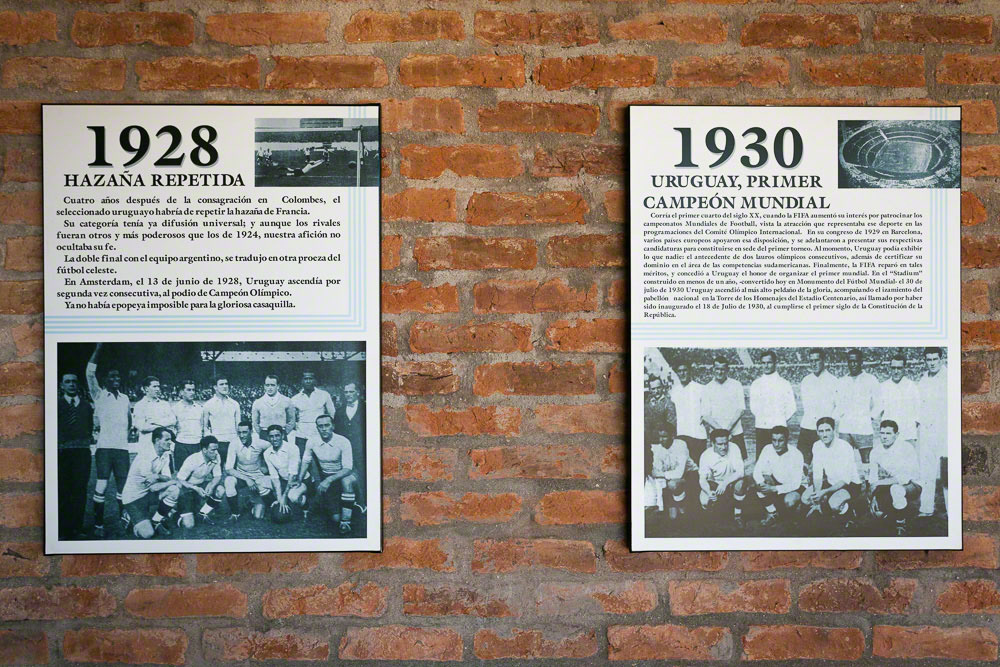 1928
HAZAÑA REPETIDA
Cuatro años después de la consagración en Colombes, el
seleccionado uruguayo habría de repetir la hazaña de Francia.
Su categoría tenía ya difusión universal; y aunque los rivales
fueran otros y más poderosos que los de 1924, nuestra afición no
ocultaba su fe.
La doble final con el equipo argentino, se tradujo en otra proeza del
fútbol celeste.
En Amsterdam, el 13 de junio de 1928, Uruguay ascendía por
segunda vez consecutiva, al podio de Campeón Olímpico.
Ya no había epopeya imposible para la gloriosa casaquilla.
1930
URUGUAY, PRIMER
CAMPEÓN MUNDIAL
Corría el primer cuarto del siglo XX, cuando la FIFA aumentó su interés por patrocinar los
campeonatos Mundiales de Football, vista la atracción que representaba ese deporte en las
programaciones del Comité Olímpico Internacional. En su congreso de 1929 en Barcelona,
varios países europeos apoyaron esa disposición, y se adelantaron a presentar sus respectivas
candidaturas para constituirse en sede del primer torneo. Al momento, Uruguay podía exhibir
lo que nadie: el antecedente de dos lauros olímpicos consecutivos, además de certificar su
dominio en el área de las competencias sudamericanas. Finalmente, la FIFA reparó en tales
méritos, y concedió a Uruguay el honor de organizar el primer mundial. En el "Stadium"
construido en menos de un año, -convertido hoy en Monumento del Fútbol Mundial- el 30 de
julio de 1930 Uruguay ascendió al más alto peldaño de la gloria, acompañando el izamiento del
pabellón nacional en la Torre de los Homenajes del Estadio Centenario, así llamado por haber
sido inaugurado el 18 de Julio de 1930, al cumplirse el primer siglo de la Constitución de la
República.